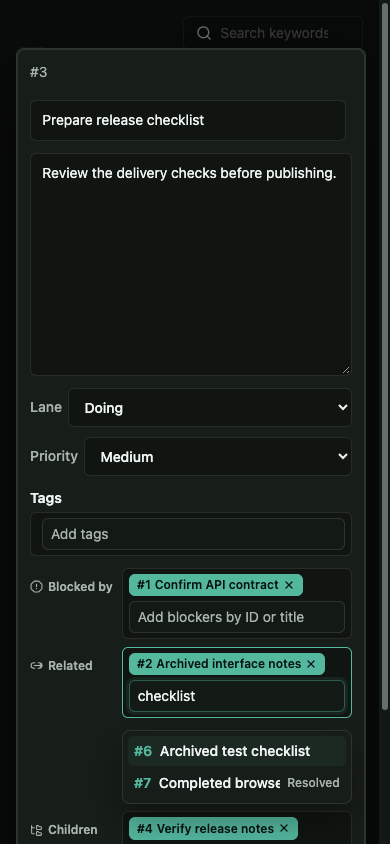 Search keywords
#3
Prepare release checklist
Review the delivery checks before publishing.
Lane Doing
Priority Medium
Tags
Add tags
Blocked by #1 Confirm API contract ×
Add blockers by ID or title
Related #2 Archived interface notes ×
checklist
#6 Archived test checklist
#7 Completed browse Resolved
Children #4 Verify release notes ×